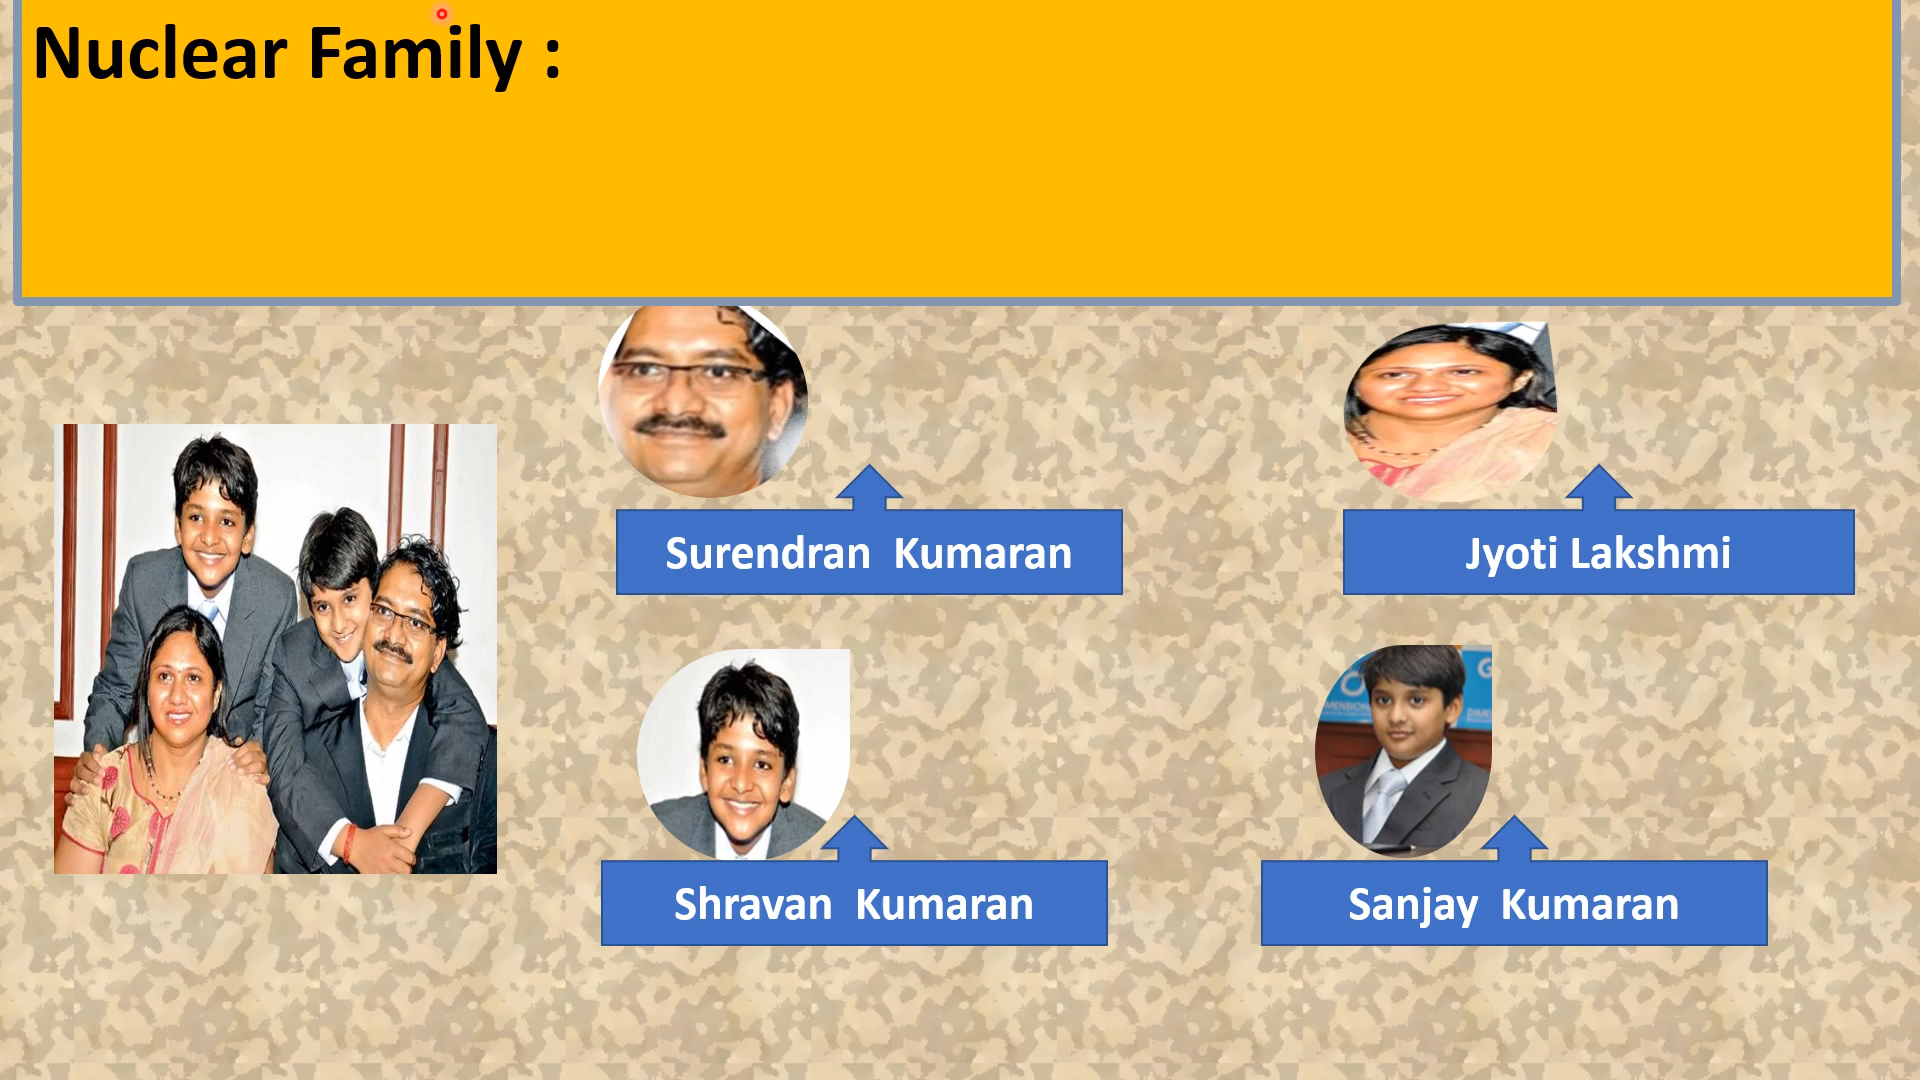 Nuclear Family :
Surendran Kumaran
Jyoti Lakshmi
Shravan Kumaran
Sanjay Kumaran